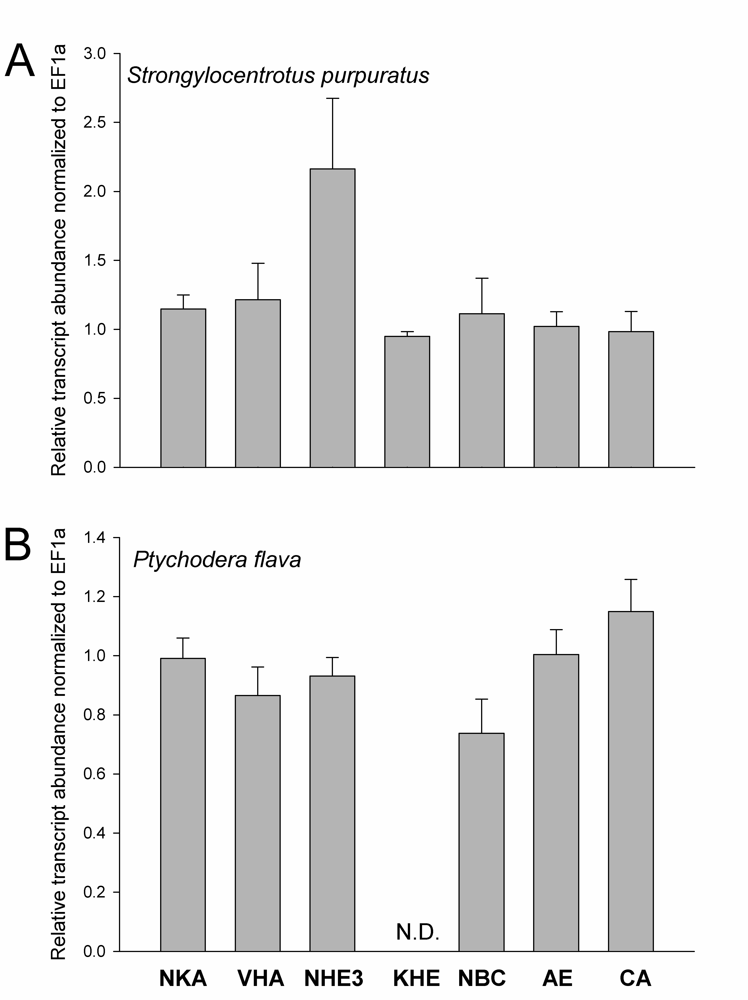 A
Relative transcript abundance normalized to EF1a
3.0
2.5
2.0
1.5
1.0
0.5
0.0
Strongylocentrotus purpuratus
B
Relative transcript abundance normalized to EF1a
1.4
1.2
1.0
0.8
0.6
0.4
0.2
0.0
Ptychodera flava
N.D.
NKA VHA NHE3 KHE NBC AE CA